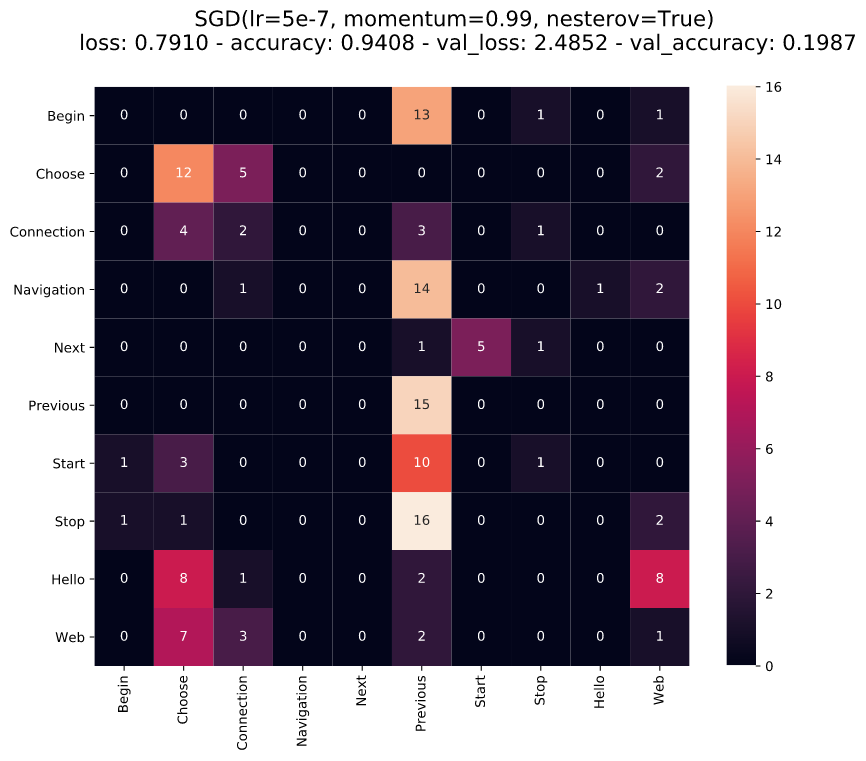 SGD(lr=5e-7, momentum=0.99, nesterov=True)
loss: 0.7910 - accuracy: 0.9408 - val_loss: 2.4852 - val_accuracy: 0.1987
Begin 0 0 0 0 0 13 0 1 0 1
Choose 0 12 5 0 0 0 0 0 0 2
Connection 0 4 2 0 0 3 0 1 0 0
Navigation 0 0 1 0 0 14 0 0 1 2
Next 0 0 0 0 0 1 5 1 0 0
Previous 0 0 0 0 0 15 0 0 0 0
Start 1 3 0 0 0 10 0 1 0 0
Stop 1 1 0 0 0 16 0 0 0 2
Hello 0 8 1 0 0 2 0 0 0 8
Web 0 7 3 0 0 2 0 0 0 1
Begin Choose Connection Navigation Next Previous Start Stop Hello Web
16
14
12
10
8
6
4
2
0